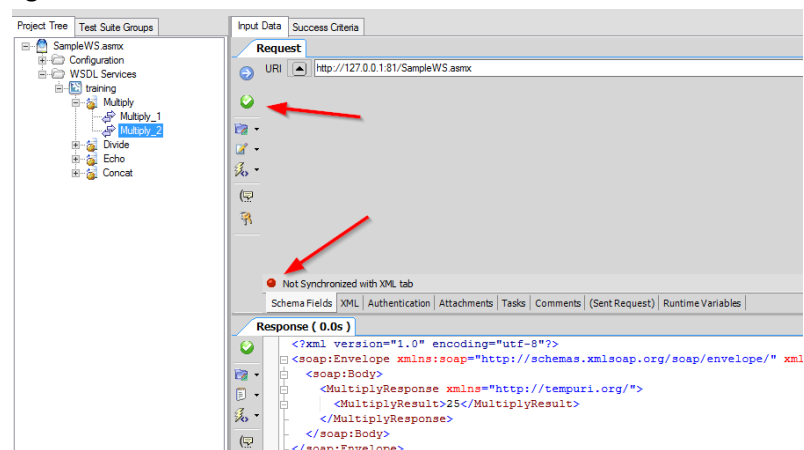 Project Tree Test Suite Groups
SampleWS.asmx
Configuration
WSDL Services
training
Multiply
Multiply_1
Multiply_2
Divide
Echo
Concat
Input Data Success Criteria
Request
URI http://127.0.0.1:81/SampleWS.asmx
Not Synchronized with XML tab
Schema Fields XML Authentication Attachments Tasks Comments (Sent Request) Runtime Variables
Response ( 0.0s )
<?xml version="1.0" encoding="utf-8"?>
<soap:Envelope xmlns:soap="http://schemas.xmlsoap.org/soap/envelope/" xml
<soap:Body>
<MultiplyResponse xmlns="http://tempuri.org/">
<MultiplyResult>25</MultiplyResult>
</MultiplyResponse>
</soap:Body>
</soap:Envelope>